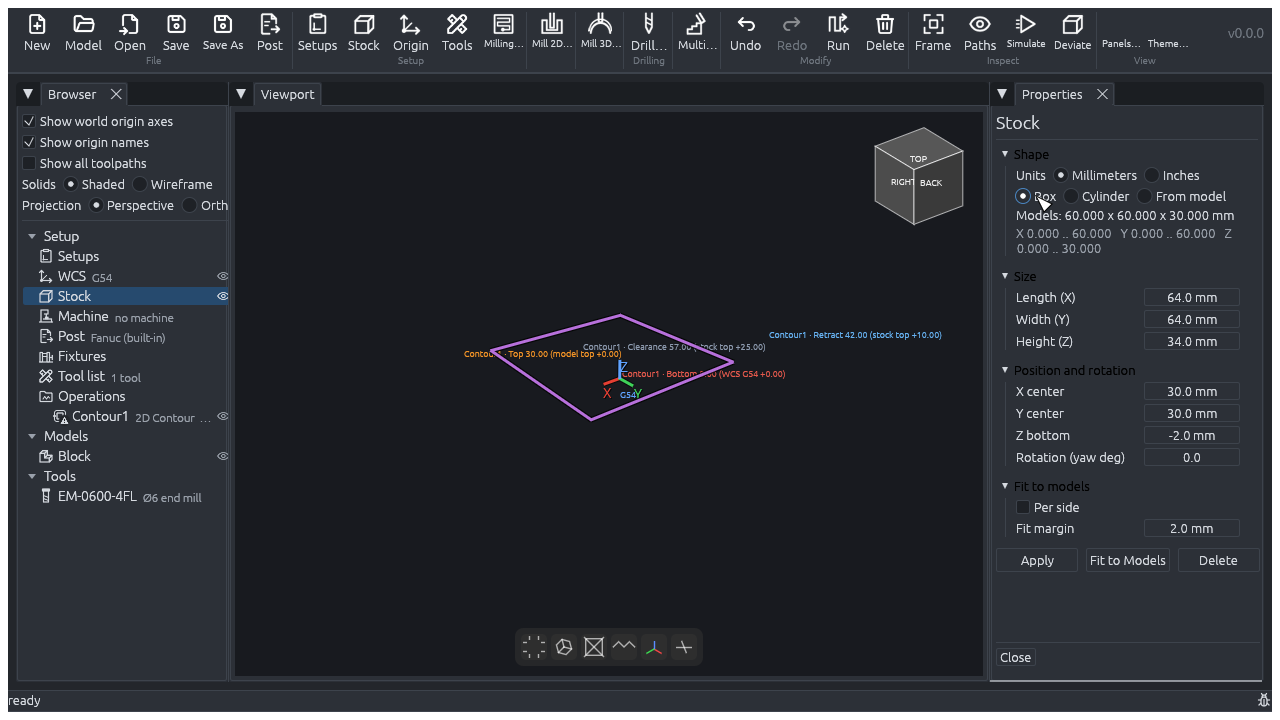 New Model Open Save Save As Post Setups Stock Origin Tools Milling... Mill 2D... Mill 3D... Drill... Multi... Undo Redo Run Delete Frame Paths Simulate Deviate Panels... Theme... v0.0.0
File Setup Drilling Modify Inspect View
Browser
Show world origin axes
Show origin names
Show all toolpaths
Solids Shaded Wireframe
Projection Perspective Orth
Setup
Setups
WCS G54
Stock
Machine no machine
Post Fanuc (built-in)
Fixtures
Tool list 1 tool
Operations
Contour1 2D Contour ...
Models
Block
Tools
EM-0600-4FL Ø6 end mill
Viewport
TOP
RIGHT BACK
Contour1 · Retract 42.00 (stock top +10.00)
Contour1 · Clearance 57.00 (stock top +25.00)
Contour1 · Top 30.00 (model top +0.00)
Contour1 · Bottom (WCS G54 +0.00)
Z
X G54 Y
Properties
Stock
Shape
Units Millimeters Inches
Box Cylinder From model
Models: 60.000 x 60.000 x 30.000 mm
X 0.000 .. 60.000 Y 0.000 .. 60.000 Z
0.000 .. 30.000
Size
Length (X) 64.0 mm
Width (Y) 64.0 mm
Height (Z) 34.0 mm
Position and rotation
X center 30.0 mm
Y center 30.0 mm
Z bottom -2.0 mm
Rotation (yaw deg) 0.0
Fit to models
Per side
Fit margin 2.0 mm
Apply Fit to Models Delete
Close
ready